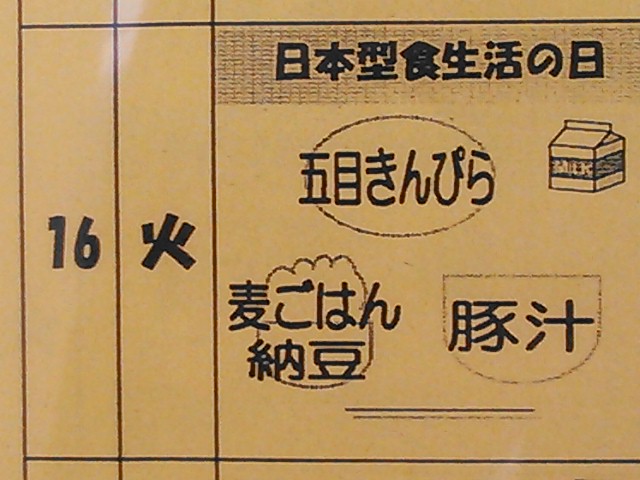 日本型食生活の日
五目きんぴら
MILK
16 火
麦ごはん
納豆
豚汁